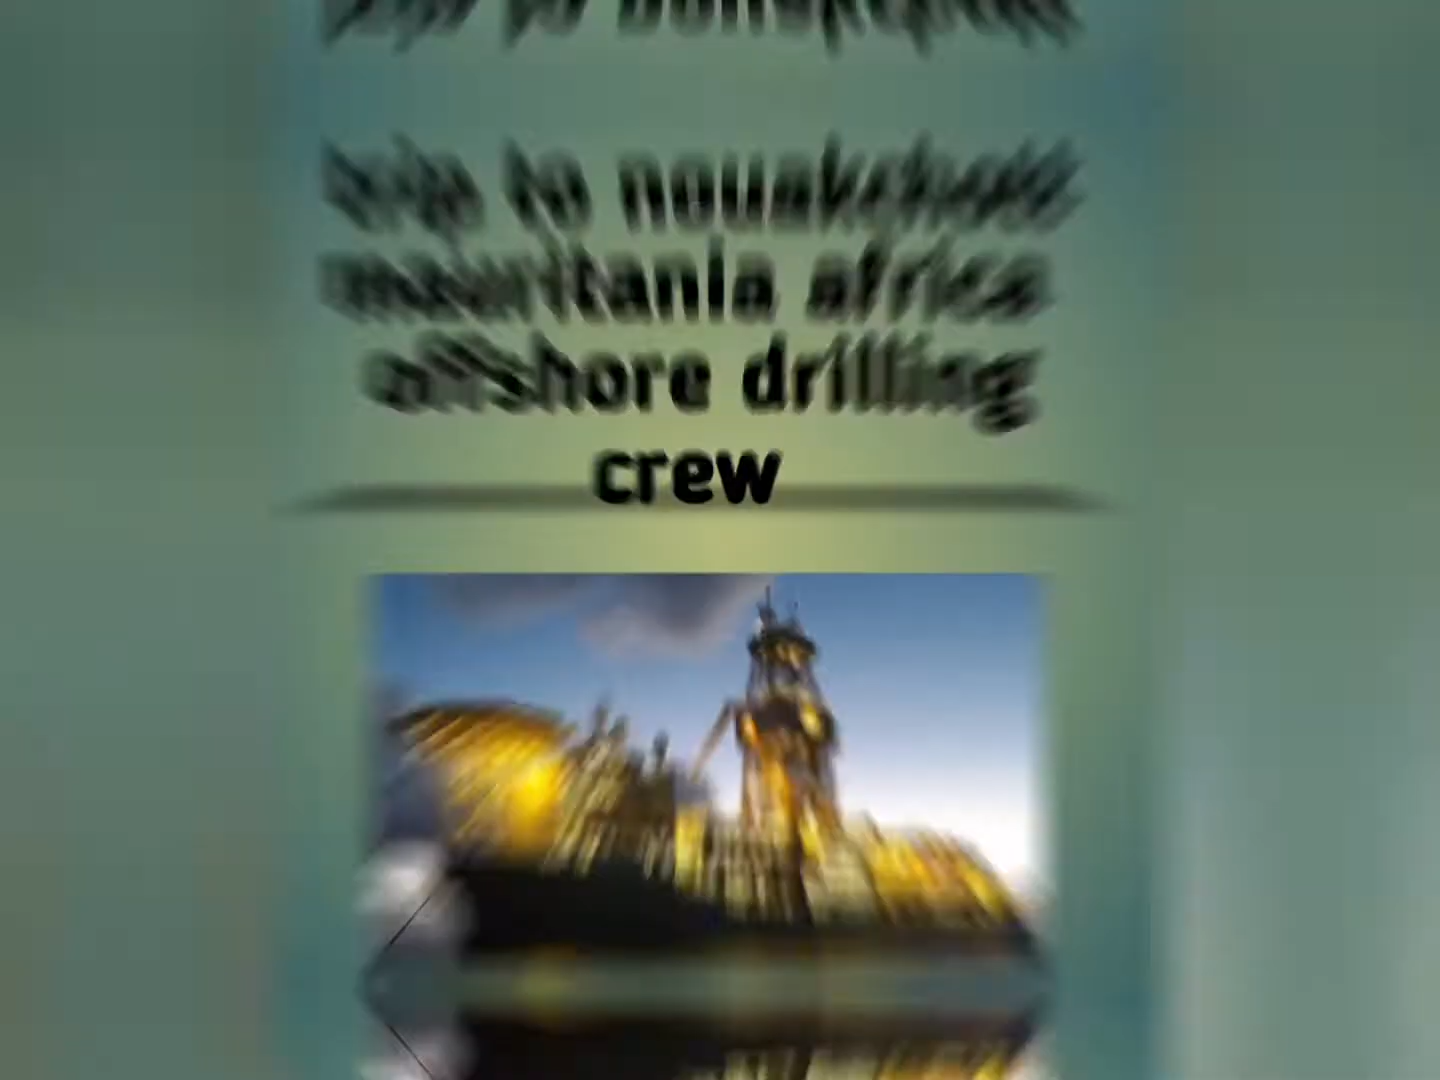 trip to nouakchott
mauritania africa
offshore drilling
crew